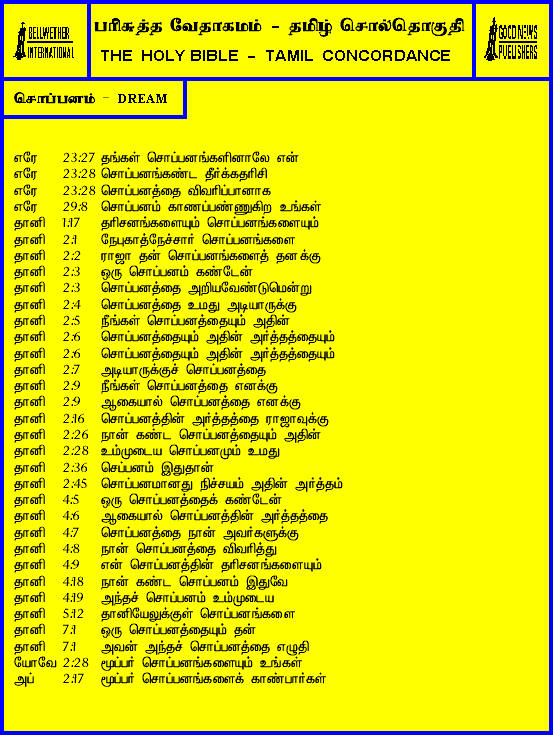 BELLWETHER
INTERNATIONAL
பரிசுத்த வேதாகமம் - தமிழ் சொல்தொகுதி
THE HOLY BIBLE - TAMIL CONCORDANCE
GOOD NEWS
PUBLISHERS
சொப்பனம் - DREAM
எரே 23:27 தங்கள் சொப்பனங்களினாலே என்
எரே 23:28 சொப்பனங்கண்ட தீர்க்கதரிசி
எரே 23:28 சொப்பனத்தை விவரிப்பானாக
எரே 29:8 சொப்பனம் காணப்பண்ணுகிற உங்கள்
தானி 1:17 தரிசனங்களையும் சொப்பனங்களையும்
தானி 2:1 நேபுகாத்நேச்சார் சொப்பனங்களை
தானி 2:2 ராஜா தன் சொப்பனங்களைத் தனக்கு
தானி 2:3 ஒரு சொப்பனம் கண்டேன்
தானி 2:3 சொப்பனத்தை அறியவேண்டுமென்று
தானி 2:4 சொப்பனத்தை உமது அடியாருக்கு
தானி 2:5 நீங்கள் சொப்பனத்தையும் அதின்
தானி 2:6 சொப்பனத்தையும் அதின் அர்த்தத்தையும்
தானி 2:6 சொப்பனத்தையும் அதின் அர்த்தத்தையும்
தானி 2:7 அடியாருக்குச் சொப்பனத்தை
தானி 2:9 நீங்கள் சொப்பனத்தை எனக்கு
தானி 2:9 ஆகையால் சொப்பனத்தை எனக்கு
தானி 2:16 சொப்பனத்தின் அர்த்தத்தை ராஜாவுக்கு
தானி 2:26 நான் கண்ட சொப்பனத்தையும் அதின்
தானி 2:28 உம்முடைய சொப்பனமும் உமது
தானி 2:36 செப்பனம் இதுதான்
தானி 2:45 சொப்பனமானது நிச்சயம் அதின் அர்த்தம்
தானி 4:5 ஒரு சொப்பனத்தைக் கண்டேன்
தானி 4:6 ஆகையால் சொப்பனத்தின் அர்த்தத்தை
தானி 4:7 சொப்பனத்தை நான் அவர்களுக்கு
தானி 4:8 நான் சொப்பனத்தை விவரித்து
தானி 4:9 என் சொப்பனத்தின் தரிசனங்களையும்
தானி 4:18 நான் கண்ட சொப்பனம் இதுவே
தானி 4:19 அந்தச் சொப்பனம் உம்முடைய
தானி 5:12 தானியேலுக்குள் சொப்பனங்களை
தானி 7:1 ஒரு சொப்பனத்தையும் தன்
தானி 7:1 அவன் அந்தச் சொப்பனத்தை எழுதி
யோவே 2:28 மூப்பர் சொப்பனங்களையும் உங்கள்
அப் 2:17 மூப்பர் சொப்பனங்களைக் காண்பார்கள்